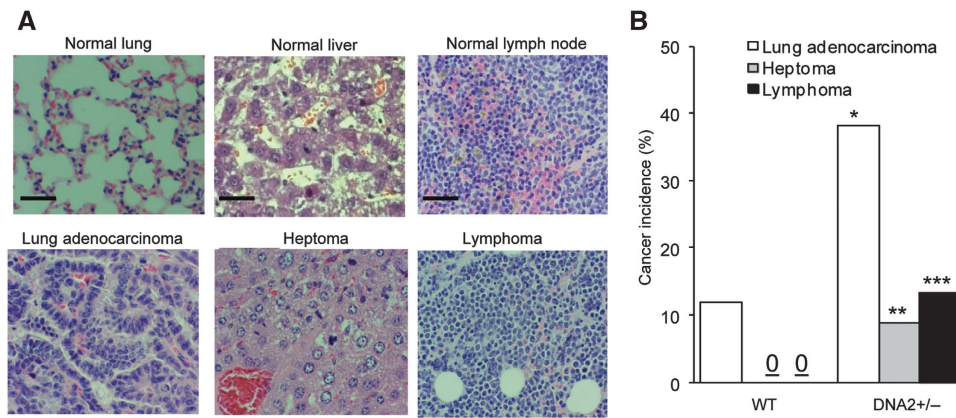 A
Normal lung
Normal liver
Normal lymph node
Lung adenocarcinoma
Heptoma
Lymphoma
B
Cancer incidence (%)
50
40
30
20
10
0
Lung adenocarcinoma
Heptoma
Lymphoma
*
**
***
0 0
WT
DNA2+/–